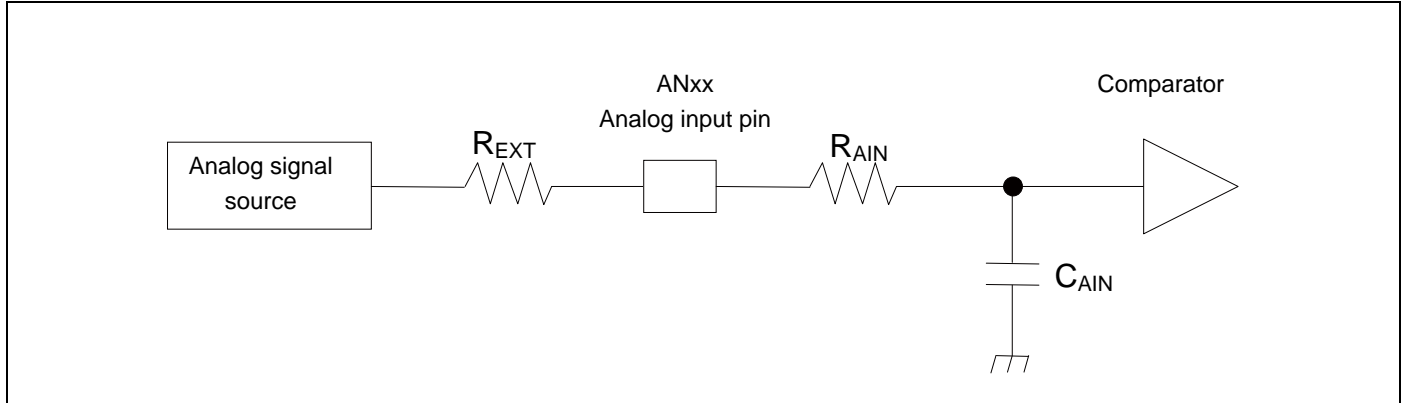 ANxx
Analog input pin
Comparator
Analog signal
source
REXT
RAIN
CAIN